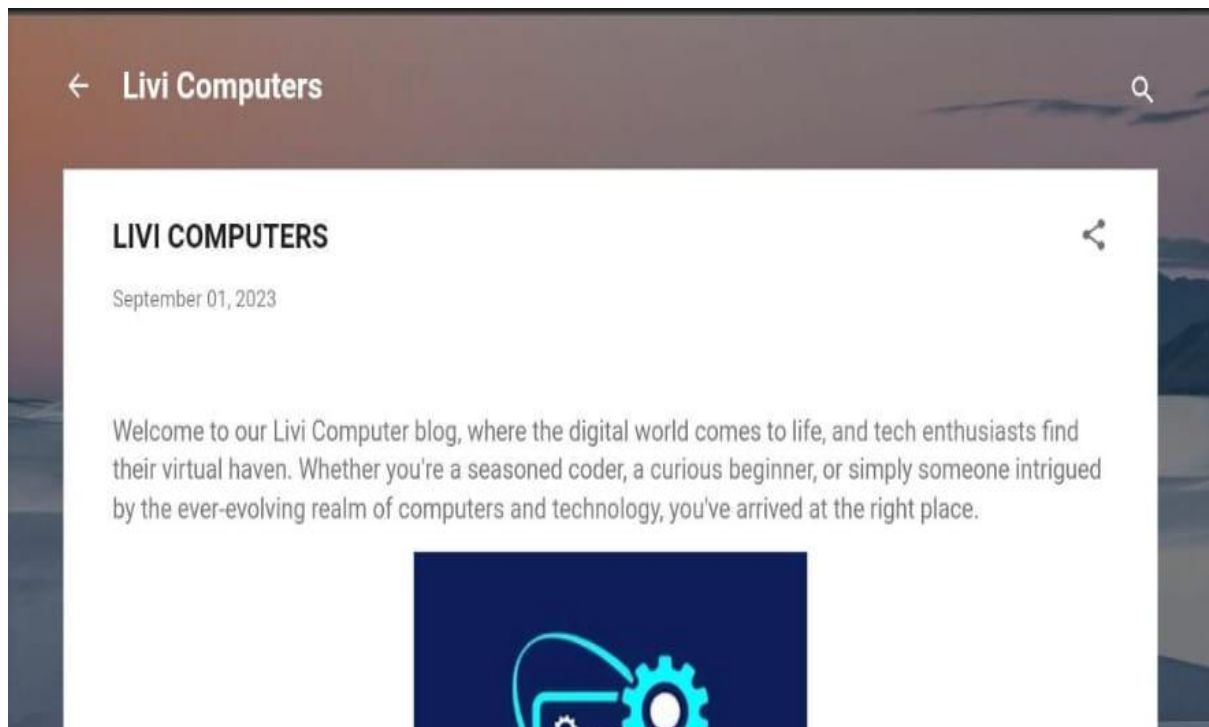 Livi Computers
LIVI COMPUTERS
September 01, 2023
Welcome to our Livi Computer blog, where the digital world comes to life, and tech enthusiasts find
their virtual haven. Whether you're a seasoned coder, a curious beginner, or simply someone intrigued
by the ever-evolving realm of computers and technology, you've arrived at the right place.